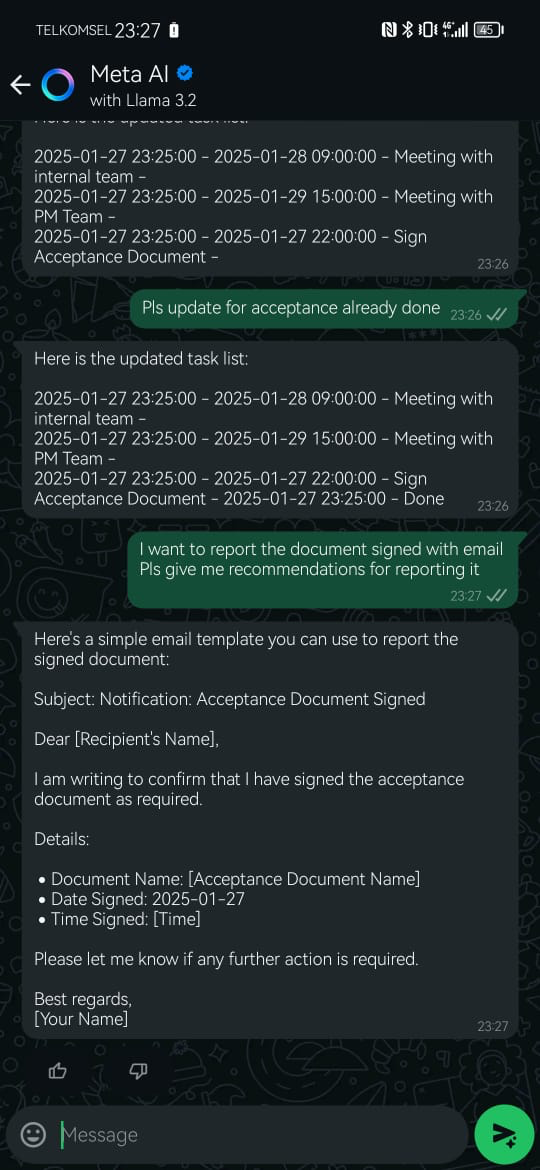 TELKOMSEL 23:27
4G 45
Meta AI
with Llama 3.2
Here is the updated task list:
2025-01-27 23:25:00 - 2025-01-28 09:00:00 - Meeting with
internal team -
2025-01-27 23:25:00 - 2025-01-29 15:00:00 - Meeting with
PM Team -
2025-01-27 23:25:00 - 2025-01-27 22:00:00 - Sign
Acceptance Document -
23:26
Pls update for acceptance already done
23:26
Here is the updated task list:
2025-01-27 23:25:00 - 2025-01-28 09:00:00 - Meeting with
internal team -
2025-01-27 23:25:00 - 2025-01-29 15:00:00 - Meeting with
PM Team -
2025-01-27 23:25:00 - 2025-01-27 22:00:00 - Sign
Acceptance Document - 2025-01-27 23:25:00 - Done
23:26
I want to report the document signed with email
Pls give me recommendations for reporting it
23:27
Here's a simple email template you can use to report the
signed document:
Subject: Notification: Acceptance Document Signed
Dear [Recipient's Name],
I am writing to confirm that I have signed the acceptance
document as required.
Details:
• Document Name: [Acceptance Document Name]
• Date Signed: 2025-01-27
• Time Signed: [Time]
Please let me know if any further action is required.
Best regards,
[Your Name]
23:27
Message